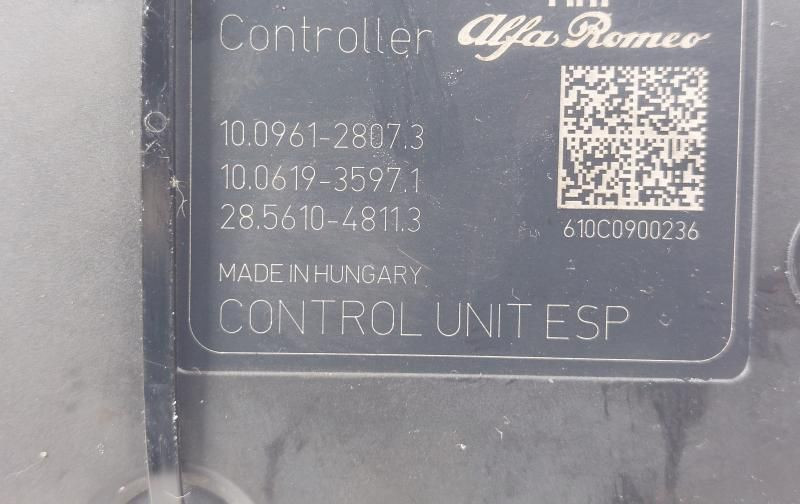 Controller Alfa Romeo
10.0961-2807.3
10.0619-3597.1
28.5610-4811.3
610C0900236
MADE IN HUNGARY
CONTROL UNIT ESP